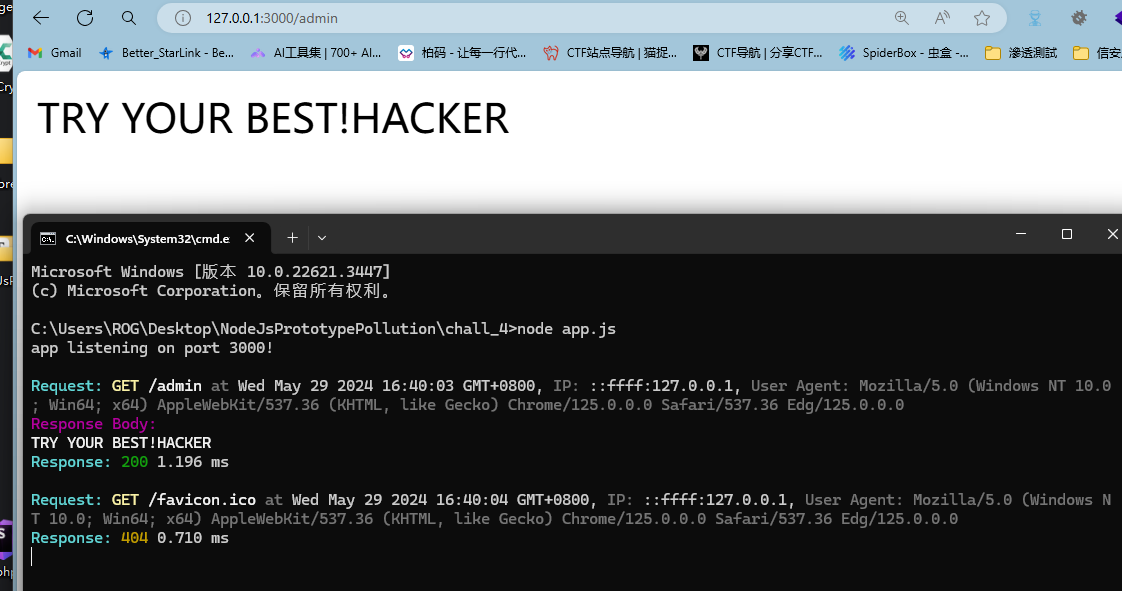 127.0.0.1:3000/admin
Gmail Better_StarLink - Be... AI工具集 | 700+ AI... 柏码 - 让每一行代... CTF站点导航 | 猫捉... CTF导航 | 分享CTF... SpiderBox - 虫盒 -... 滲透測試 信安
TRY YOUR BEST!HACKER
C:\Windows\System32\cmd.e
Microsoft Windows [版本 10.0.22621.3447]
(c) Microsoft Corporation。保留所有权利。
C:\Users\ROG\Desktop\NodeJsPrototypePollution\chall_4>node app.js
app listening on port 3000!
Request: GET /admin at Wed May 29 2024 16:40:03 GMT+0800, IP: ::ffff:127.0.0.1, User Agent: Mozilla/5.0 (Windows NT 10.0
; Win64; x64) AppleWebKit/537.36 (KHTML, like Gecko) Chrome/125.0.0.0 Safari/537.36 Edg/125.0.0.0
Response Body:
TRY YOUR BEST!HACKER
Response: 200 1.196 ms
Request: GET /favicon.ico at Wed May 29 2024 16:40:04 GMT+0800, IP: ::ffff:127.0.0.1, User Agent: Mozilla/5.0 (Windows N
T 10.0; Win64; x64) AppleWebKit/537.36 (KHTML, like Gecko) Chrome/125.0.0.0 Safari/537.36 Edg/125.0.0.0
Response: 404 0.710 ms